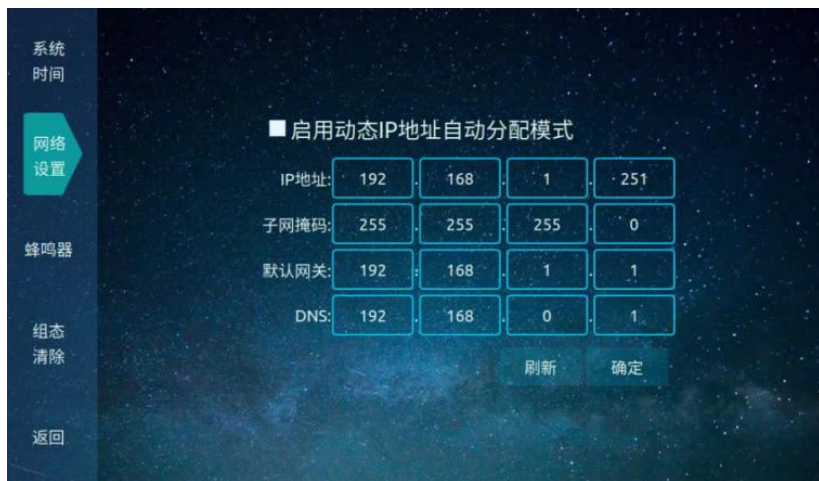 系统
时间
网络
设置
蜂鸣器
组态
清除
返回
启用动态IP地址自动分配模式
IP地址: 192 . 168 . 1 . 251
子网掩码: 255 . 255 . 255 . 0
默认网关: 192 . 168 . 1 . 1
DNS: 192 . 168 . 0 . 1
刷新 确定